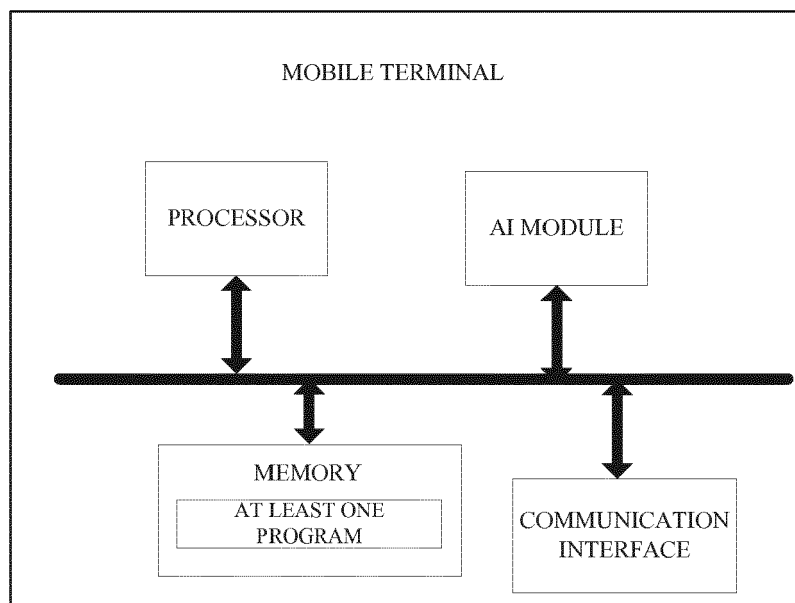 MOBILE TERMINAL
PROCESSOR
AI MODULE
MEMORY
AT LEAST ONE
PROGRAM
COMMUNICATION
INTERFACE